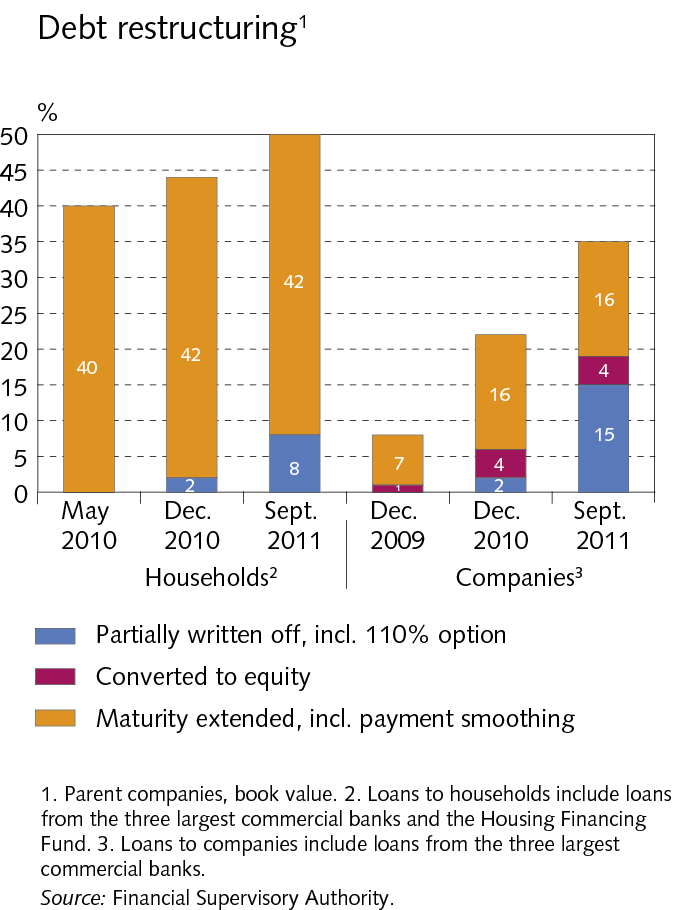 Debt restructuring¹
%
50
45
40
35
30
25
20
15
10
5
0
40
42
2
42
8
7
1
16
4
2
16
4
15
May Dec. Sept. Dec. Dec. Sept.
2010 2010 2011 2009 2010 2011
Households² Companies³
Partially written off, incl. 110% option
Converted to equity
Maturity extended, incl. payment smoothing
1. Parent companies, book value. 2. Loans to households include loans
from the three largest commercial banks and the Housing Financing
Fund. 3. Loans to companies include loans from the three largest
commercial banks.
Source: Financial Supervisory Authority.